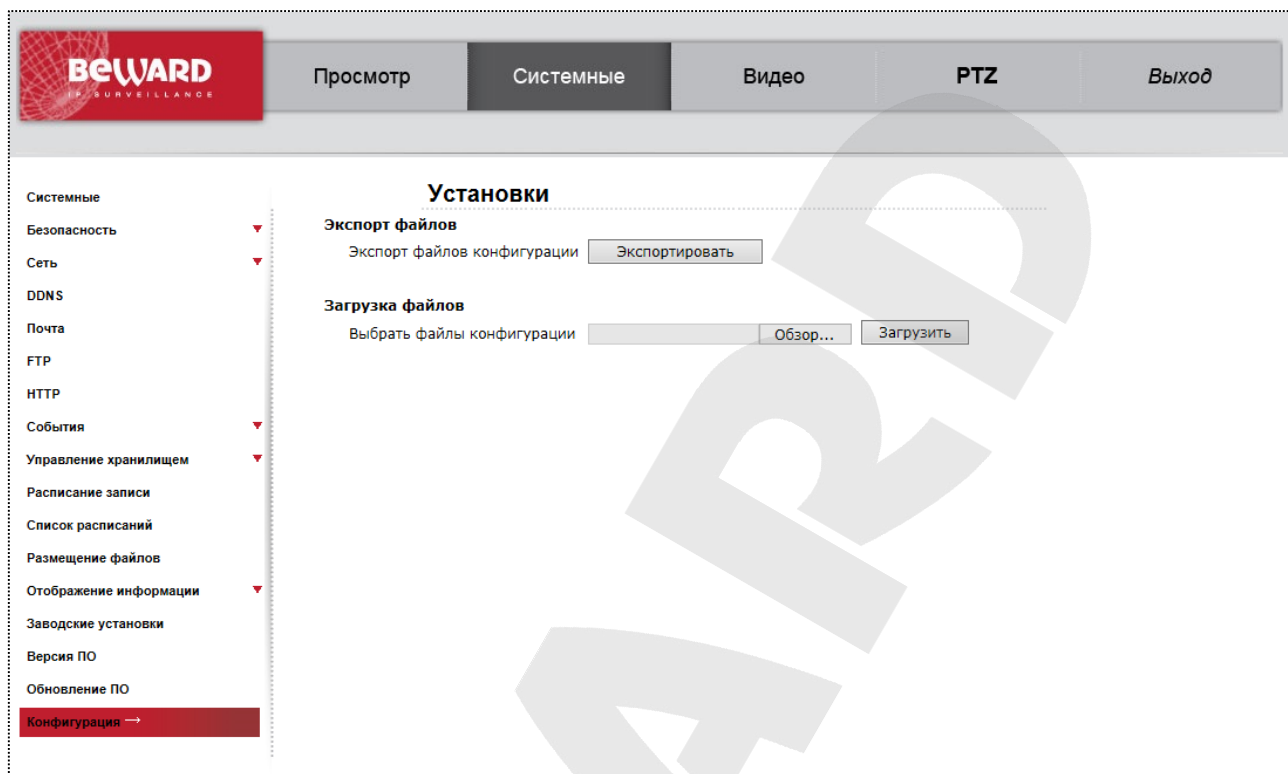 BEWARD
IP SURVEILLANCE
Просмотр
Системные
Видео
PTZ
Выход
Системные
Безопасность
Сеть
DDNS
Почта
FTP
HTTP
События
Управление хранилищем
Расписание записи
Список расписаний
Размещение файлов
Отображение информации
Заводские установки
Версия ПО
Обновление ПО
Конфигурация →
Установки
Экспорт файлов
Экспорт файлов конфигурации Экспортировать
Загрузка файлов
Выбрать файлы конфигурации Обзор... Загрузить
ARD